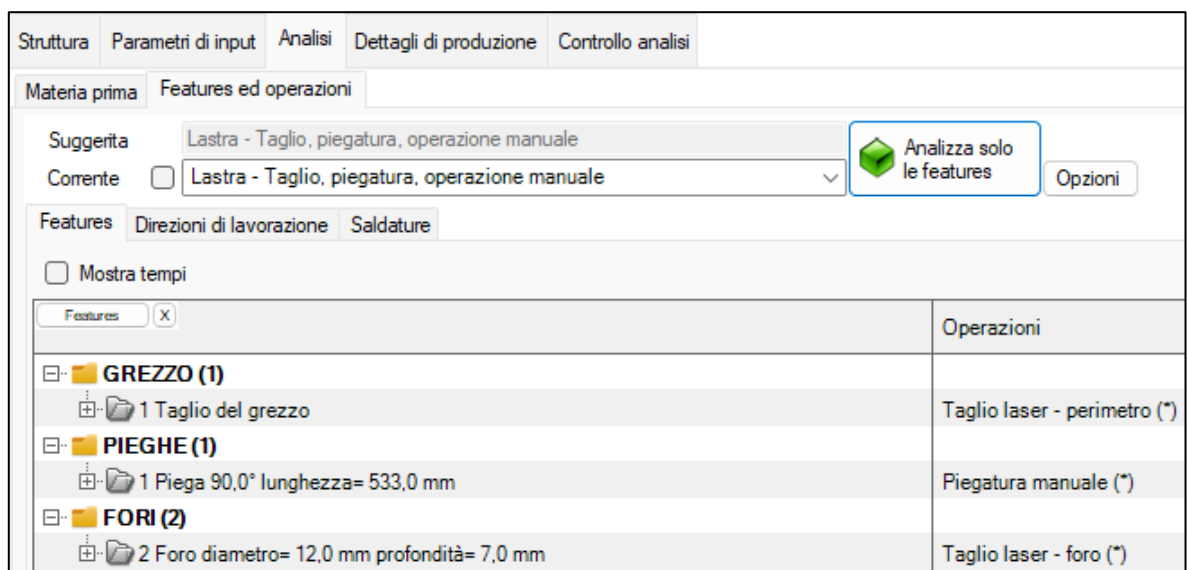 Struttura Parametri di input Analisi Dettagli di produzione Controllo analisi
Materia prima Features ed operazioni
Suggerita Lastra - Taglio, piegatura, operazione manuale
Corrente Lastra - Taglio, piegatura, operazione manuale
Analizza solo
le features
Opzioni
Features Direzioni di lavorazione Saldature
Mostra tempi
Features X
Operazioni
GREZZO (1)
1 Taglio del grezzo Taglio laser - perimetro (*)
PIEGHE (1)
1 Piega 90,0° lunghezza= 533,0 mm Piegatura manuale (*)
FORI (2)
2 Foro diametro= 12,0 mm profondità= 7,0 mm Taglio laser - foro (*)